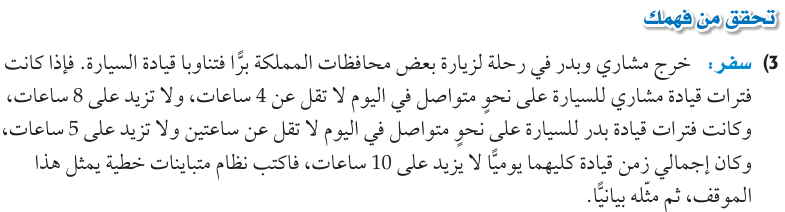 تحقق من فهمك
3) سفر: خرج مشاري وبدر في رحلة لزيارة بعض محافظات المملكة برًّا فتناوبا قيادة السيارة. فإذا كانت
فترات قيادة مشاري للسيارة على نحوٍ متواصل في اليوم لا تقل عن 4 ساعات، ولا تزيد على 8 ساعات،
وكانت فترات قيادة بدر للسيارة على نحوٍ متواصل في اليوم لا تقل عن ساعتين ولا تزيد على 5 ساعات،
وكان إجمالي زمن قيادة كليهما يوميًّا لا يزيد على 10 ساعات، فاكتب نظام متباينات خطية يمثل هذا
الموقف، ثم مثّله بيانيًّا.